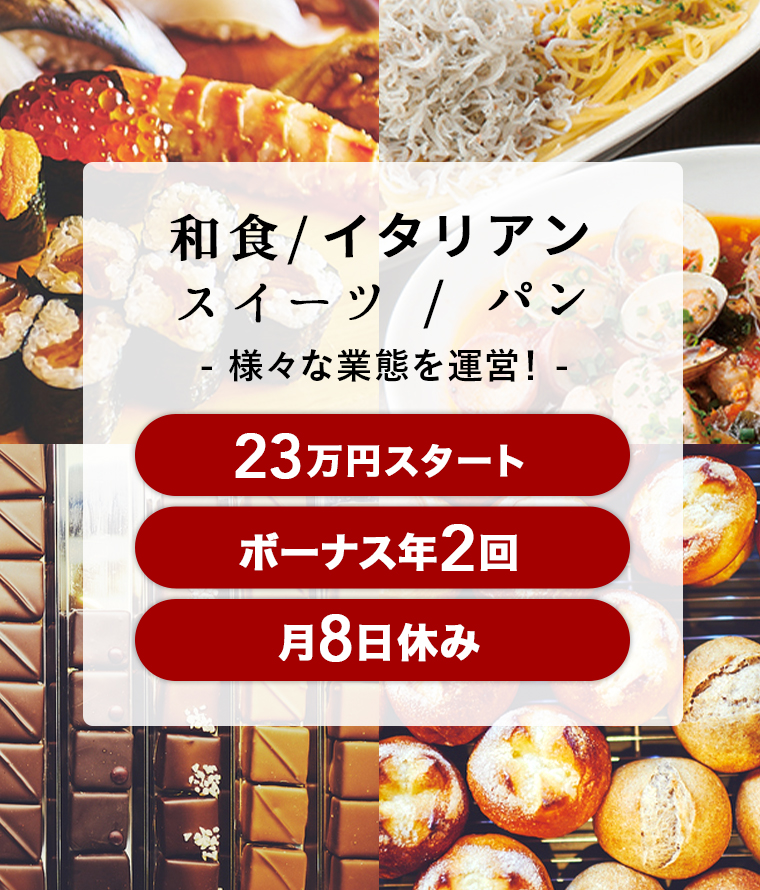 和食/イタリアン
スイーツ / パン
- 様々な業態を運営! -
23万円スタート
ボーナス年2回
月8日休み